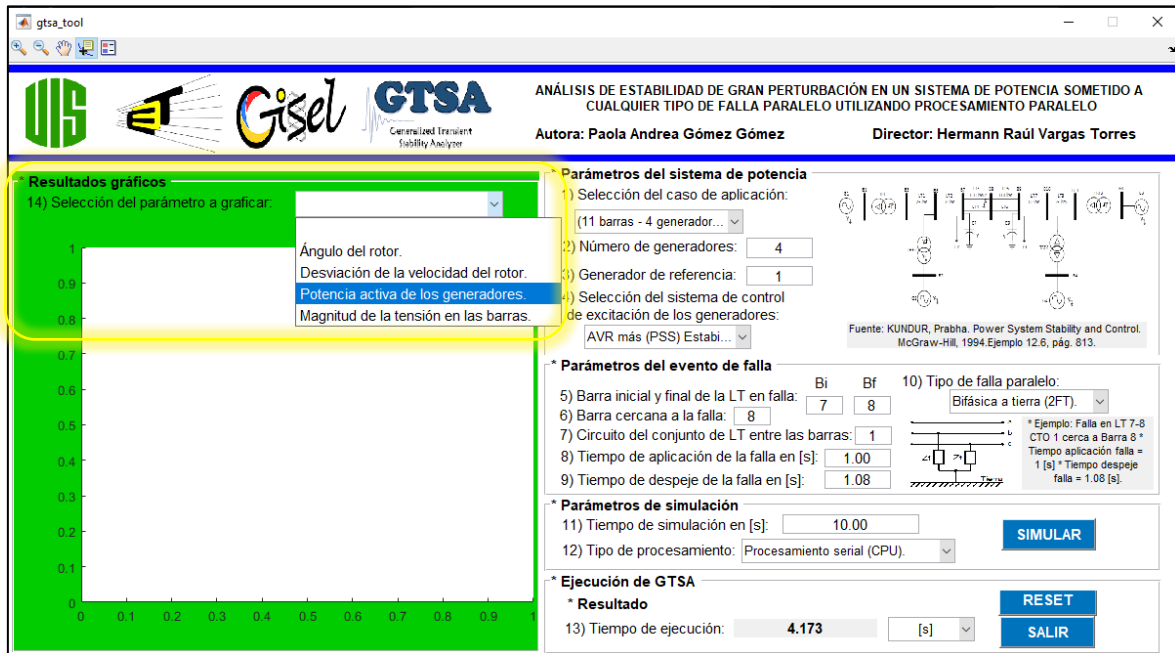 gtsa_tool
UIS
Gisel
GTSA
Generalized Transient
Stability Analyzer
ANÁLISIS DE ESTABILIDAD DE GRAN PERTURBACIÓN EN UN SISTEMA DE POTENCIA SOMETIDO A
CUALQUIER TIPO DE FALLA PARALELO UTILIZANDO PROCESAMIENTO PARALELO
Autora: Paola Andrea Gómez Gómez Director: Hermann Raúl Vargas Torres
* Resultados gráficos
14) Selección del parámetro a graficar:
Ángulo del rotor.
Desviación de la velocidad del rotor.
Potencia activa de los generadores.
Magnitud de la tensión en las barras.
1
0.9
0.8
0.7
0.6
0.5
0.4
0.3
0.2
0.1
0
0 0.1 0.2 0.3 0.4 0.5 0.6 0.7 0.8 0.9 1
* Parámetros del sistema de potencia
1) Selección del caso de aplicación:
(11 barras - 4 generador...
2) Número de generadores: 4
3) Generador de referencia: 1
4) Selección del sistema de control
de excitación de los generadores:
AVR más (PSS) Estabi...
Fuente: KUNDUR, Prabha. Power System Stability and Control.
McGraw-Hill, 1994.Ejemplo 12.6, pág. 813.
* Parámetros del evento de falla
Bi Bf
5) Barra inicial y final de la LT en falla: 7 8
6) Barra cercana a la falla: 8
7) Circuito del conjunto de LT entre las barras: 1
8) Tiempo de aplicación de la falla en [s]: 1.00
9) Tiempo de despeje de la falla en [s]: 1.08
10) Tipo de falla paralelo:
Bifásica a tierra (2FT).
a
b
c
Tierra
* Ejemplo: Falla en LT 7-8
CTO 1 cerca a Barra 8 *
Tiempo aplicación falla =
1 [s] * Tiempo despeje
falla = 1.08 [s].
* Parámetros de simulación
11) Tiempo de simulación en [s]: 10.00
12) Tipo de procesamiento: Procesamiento serial (CPU).
SIMULAR
* Ejecución de GTSA
* Resultado
13) Tiempo de ejecución: 4.173 [s]
RESET
SALIR